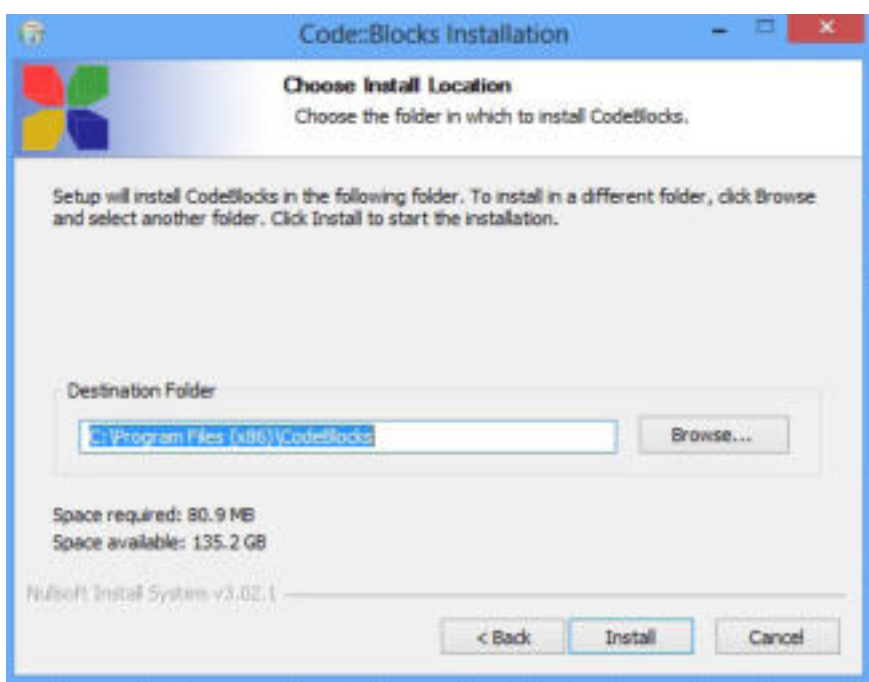 Code::Blocks Installation
Choose Install Location
Choose the folder in which to install CodeBlocks.
Setup will install CodeBlocks in the following folder. To install in a different folder, click Browse
and select another folder. Click Install to start the installation.
Destination Folder
C:\Program Files (x86)\CodeBlocks
Browse...
Space required: 80.9 MB
Space available: 135.2 GB
Nullsoft Install System v3.02.1
< Back
Install
Cancel